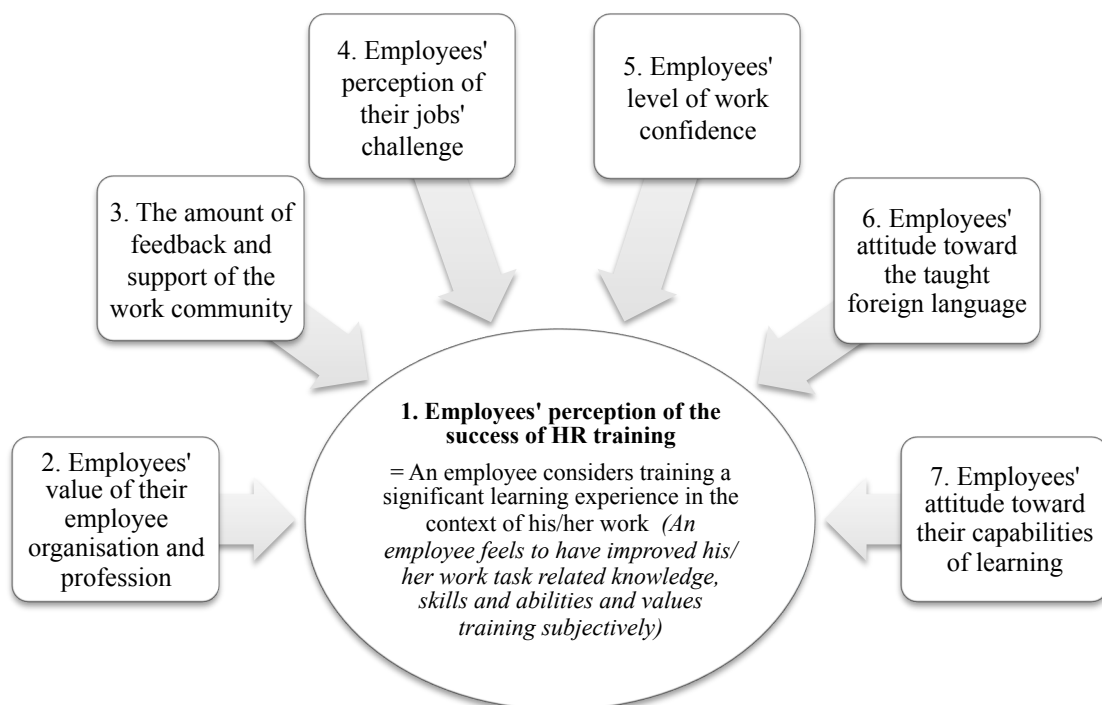 4. Employees'
perception of
their jobs'
challenge
5. Employees'
level of work
confidence
3. The amount of
feedback and
support of the
work community
6. Employees'
attitude toward
the taught
foreign language
2. Employees'
value of their
employee
organisation and
profession
1. Employees' perception of the
success of HR training
= An employee considers training a
significant learning experience in the
context of his/her work (An
employee feels to have improved his/
her work task related knowledge,
skills and abilities and values
training subjectively)
7. Employees'
attitude toward
their capabilities
of learning